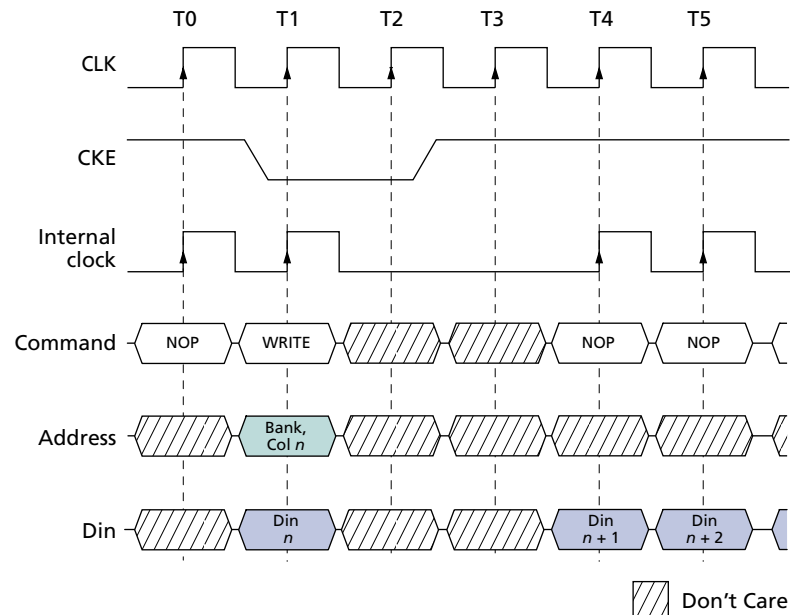 T0 T1 T2 T3 T4 T5
CLK
CKE
Internal
clock
Command NOP WRITE NOP NOP
Address Bank,
Col n
Din Din
n Din
n + 1 Din
n + 2
Don't Care